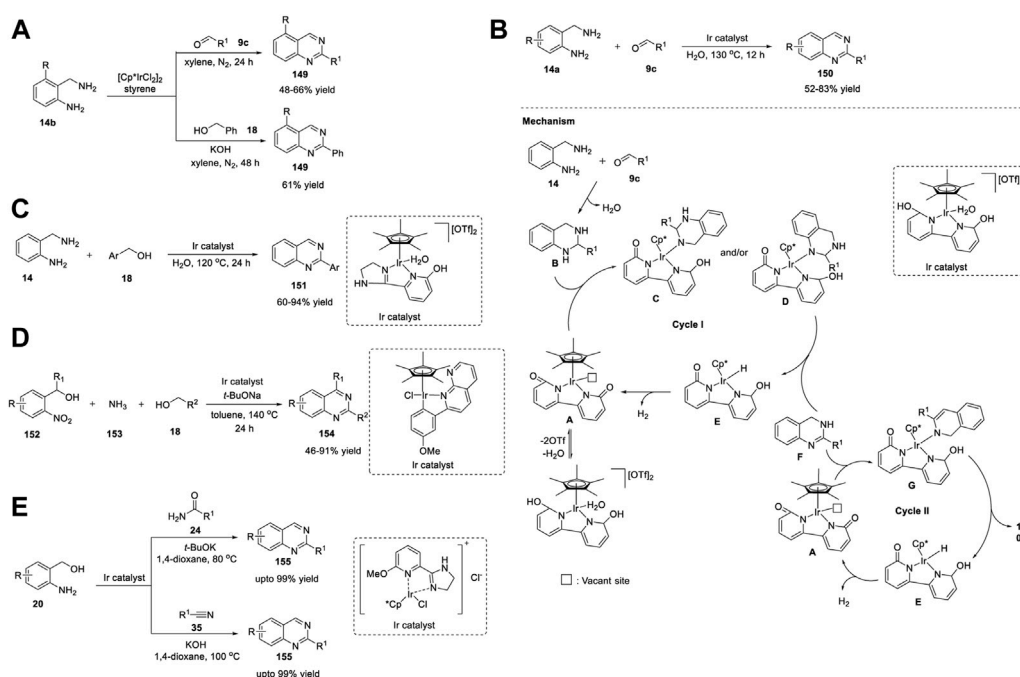 A
R
NH2
NH2
14b
[Cp*IrCl2]2
styrene
O R1 9c
xylene, N2, 24 h
R
N
N R1
149
48-66% yield
HO Ph 18
KOH
xylene, N2, 48 h
R
N
N Ph
149
61% yield
B
R
NH2
NH2
14a
+
O R1
9c
Ir catalyst
H2O, 130 °C, 12 h
R
N
N R1
150
52-83% yield
Mechanism
NH2
NH2
14
+
O R1
9c
H2O
NH
N R1
H
B
H
N
R1
N
Cp*
Ir
O
N
N
OH
C
and/or
NH
N
R1
Cp*
Ir
O
N
N
OH
D
[OTf]2
HO
Ir
H2O
N
N
OH
Ir catalyst
Cycle I
O
Ir
N
N
O
A
H2
Cp*
H
Ir
O
N
N
OH
E
-2OTf
-H2O
[OTf]2
HO
Ir
H2O
N
N
OH
NH
N R1
F
R1
N
Cp*
Ir
O
N
N
OH
G
Cycle II
O
Ir
N
N
O
A
H2
Cp*
H
Ir
O
N
N
OH
E
1
0
: Vacant site
C
NH2
NH2
14
+
Ar OH
18
Ir catalyst
H2O, 120 °C, 24 h
N
N Ar
151
60-94% yield
[OTf]2
Ir
H2O
N
N
OH
HN
Ir catalyst
D
R1
R
OH
NO2
152
+
NH3
153
+
HO R2
18
Ir catalyst
t-BuONa
toluene, 140 °C
24 h
R1
R
N
N R2
154
46-91% yield
N
Cl
Ir
N
OMe
Ir catalyst
E
R
OH
NH2
20
Ir catalyst
O
H2N R1
24
t-BuOK
1,4-dioxane, 80 °C
R
N
N R1
155
upto 99% yield
R1 N
35
KOH
1,4-dioxane, 100 °C
R
N
N R1
155
upto 99% yield
+
MeO
N
H
N
N
Ir
*Cp
Cl
Cl-
Ir catalyst